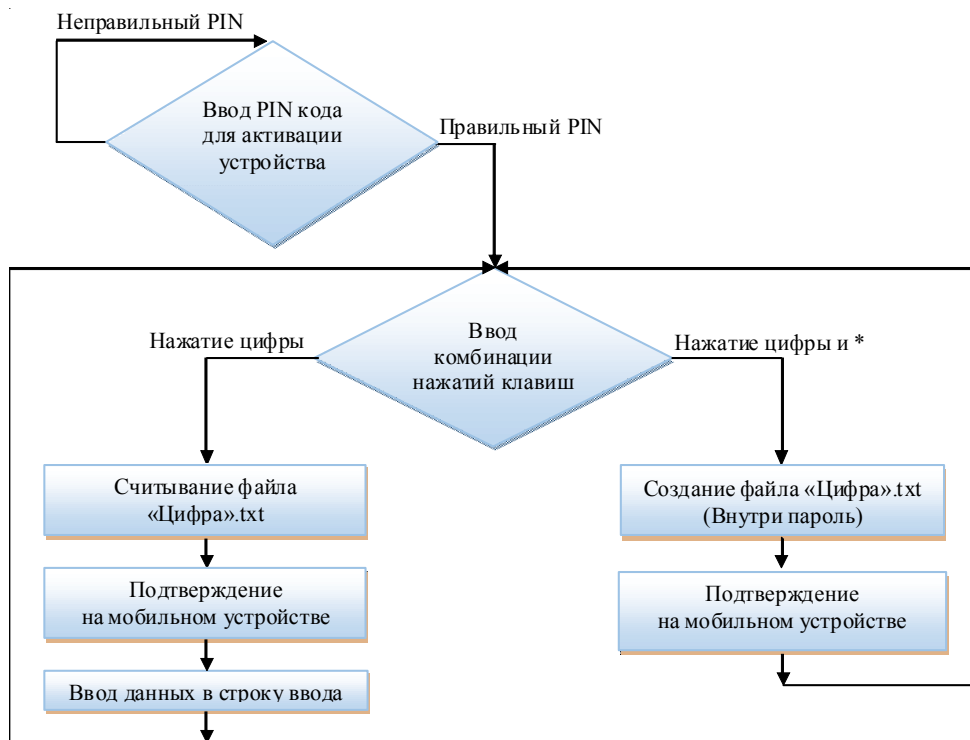 Неправильный PIN
Ввод PIN кода
для активации
устройства
Правильный PIN
Ввод
комбинации
нажатий клавиш
Нажатие цифры
Нажатие цифры и *
Считывание файла
«Цифра».txt
Создание файла «Цифра».txt
(Внутри пароль)
Подтверждение
на мобильном устройстве
Подтверждение
на мобильном устройстве
Ввод данных в строку ввода